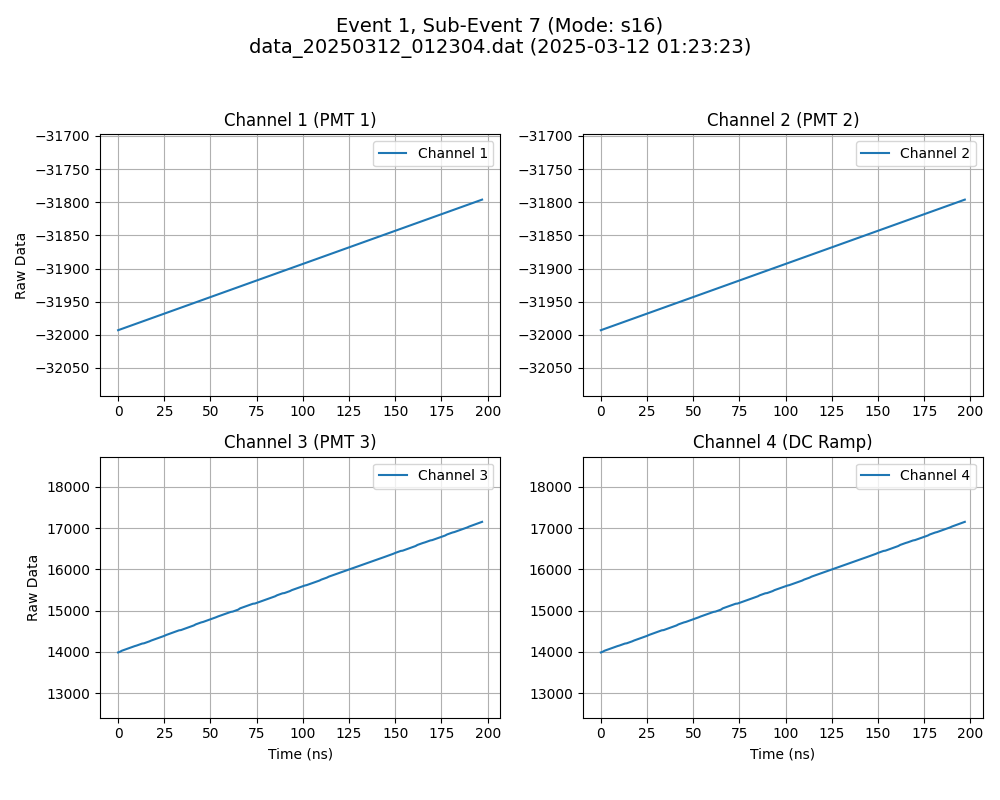 Event 1, Sub-Event 7 (Mode: s16)
data_20250312_012304.dat (2025-03-12 01:23:23)
Channel 1 (PMT 1)
Channel 1
−31700
−31750
−31800
−31850
−31900
−31950
−32000
−32050
Raw Data
0 25 50 75 100 125 150 175 200
Channel 2 (PMT 2)
Channel 2
−31700
−31750
−31800
−31850
−31900
−31950
−32000
−32050
0 25 50 75 100 125 150 175 200
Channel 3 (PMT 3)
Channel 3
18000
17000
16000
15000
14000
13000
Raw Data
0 25 50 75 100 125 150 175 200
Time (ns)
Channel 4 (DC Ramp)
Channel 4
18000
17000
16000
15000
14000
13000
0 25 50 75 100 125 150 175 200
Time (ns)